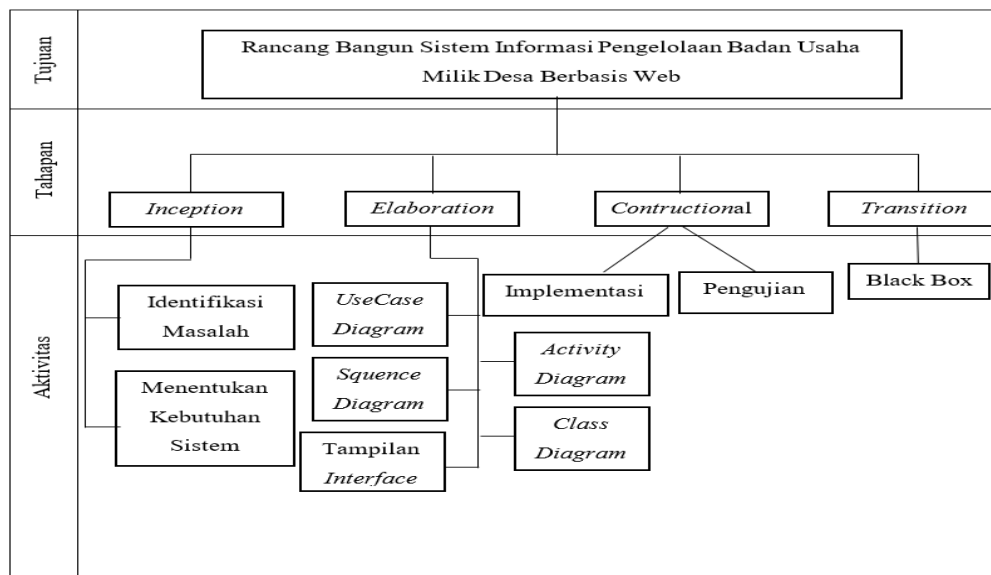 Tujuan
Rancang Bangun Sistem Informasi Pengelolaan Badan Usaha
Milik Desa Berbasis Web
Tahapan
Inception
Elaboration
Contructional
Transition
Aktivitas
Identifikasi
Masalah
Menentukan
Kebutuhan
Sistem
UseCase
Diagram
Squence
Diagram
Tampilan
Interface
Activity
Diagram
Class
Diagram
Implementasi
Pengujian
Black Box